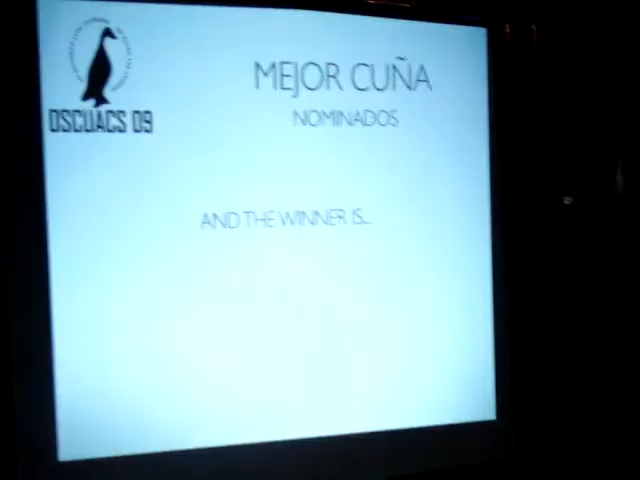 OSCUACS 09
MEJOR CUÑA
NOMINADOS
AND THE WINNER IS...